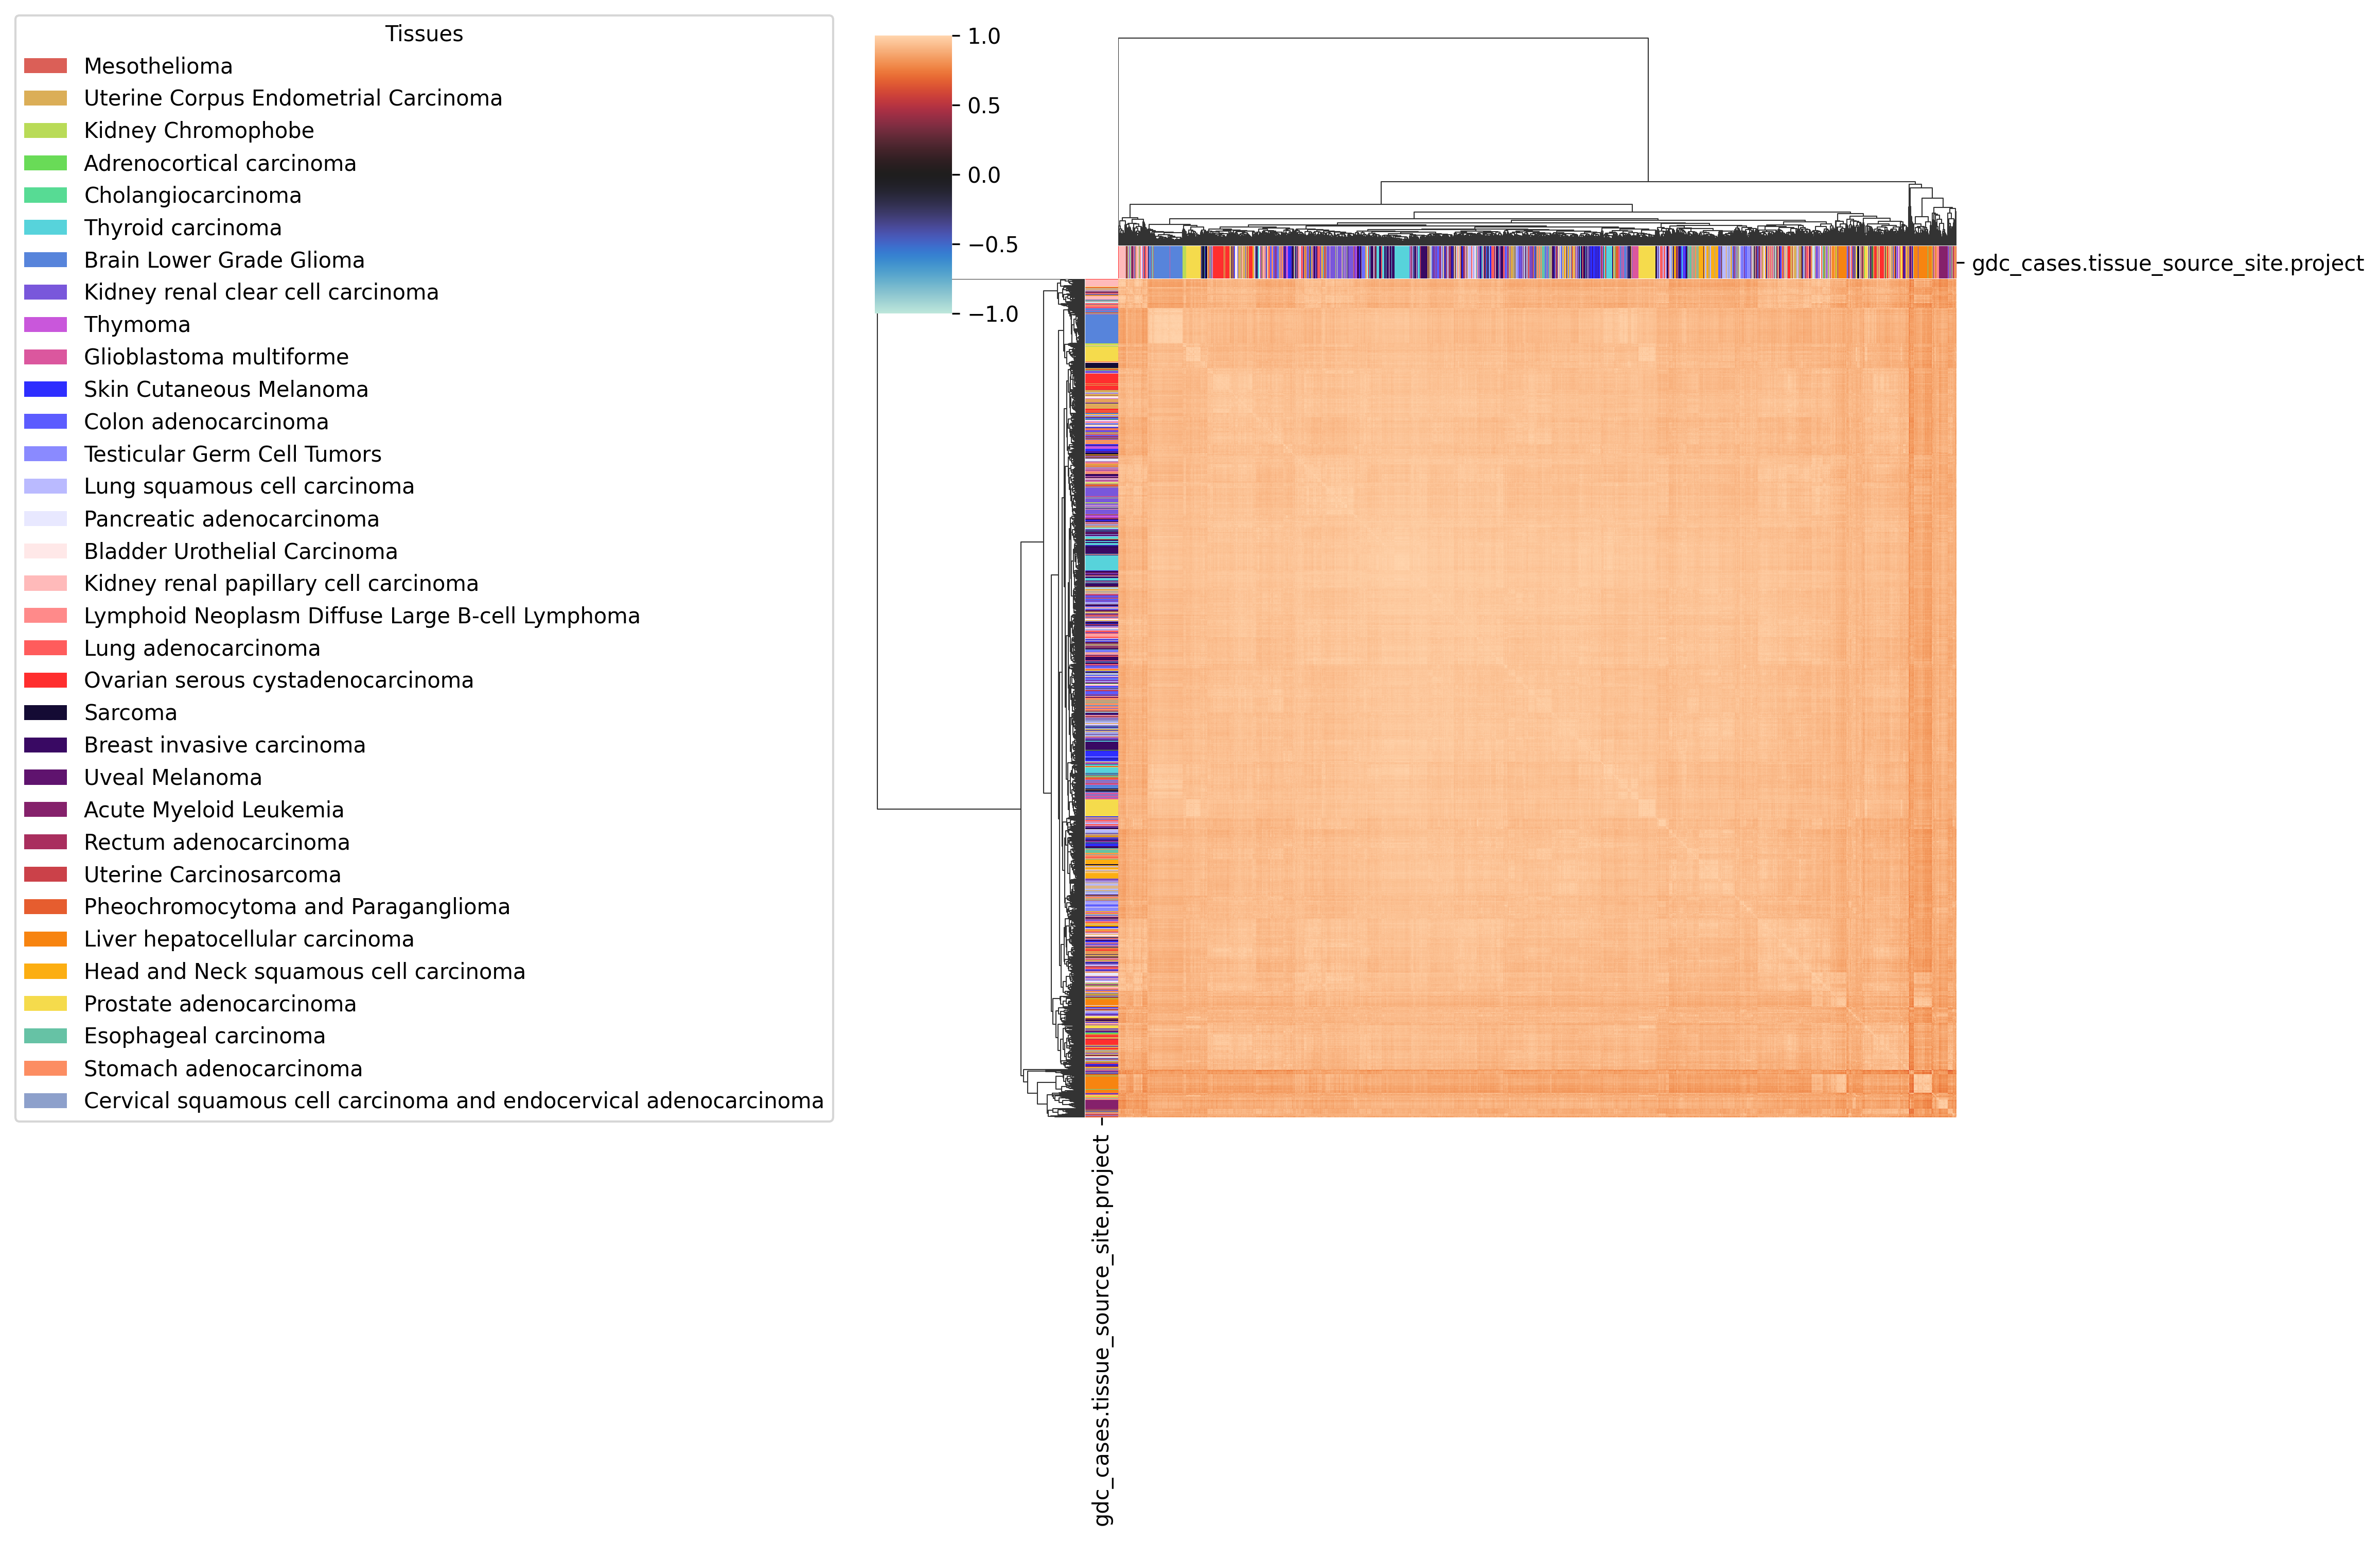 Tissues
Mesothelioma
Uterine Corpus Endometrial Carcinoma
Kidney Chromophobe
Adrenocortical carcinoma
Cholangiocarcinoma
Thyroid carcinoma
Brain Lower Grade Glioma
Kidney renal clear cell carcinoma
Thymoma
Glioblastoma multiforme
Skin Cutaneous Melanoma
Colon adenocarcinoma
Testicular Germ Cell Tumors
Lung squamous cell carcinoma
Pancreatic adenocarcinoma
Bladder Urothelial Carcinoma
Kidney renal papillary cell carcinoma
Lymphoid Neoplasm Diffuse Large B-cell Lymphoma
Lung adenocarcinoma
Ovarian serous cystadenocarcinoma
Sarcoma
Breast invasive carcinoma
Uveal Melanoma
Acute Myeloid Leukemia
Rectum adenocarcinoma
Uterine Carcinosarcoma
Pheochromocytoma and Paraganglioma
Liver hepatocellular carcinoma
Head and Neck squamous cell carcinoma
Prostate adenocarcinoma
Esophageal carcinoma
Stomach adenocarcinoma
Cervical squamous cell carcinoma and endocervical adenocarcinoma
1.0
0.5
0.0
−0.5
−1.0
gdc_cases.tissue_source_site.project
gdc_cases.tissue_source_site.project